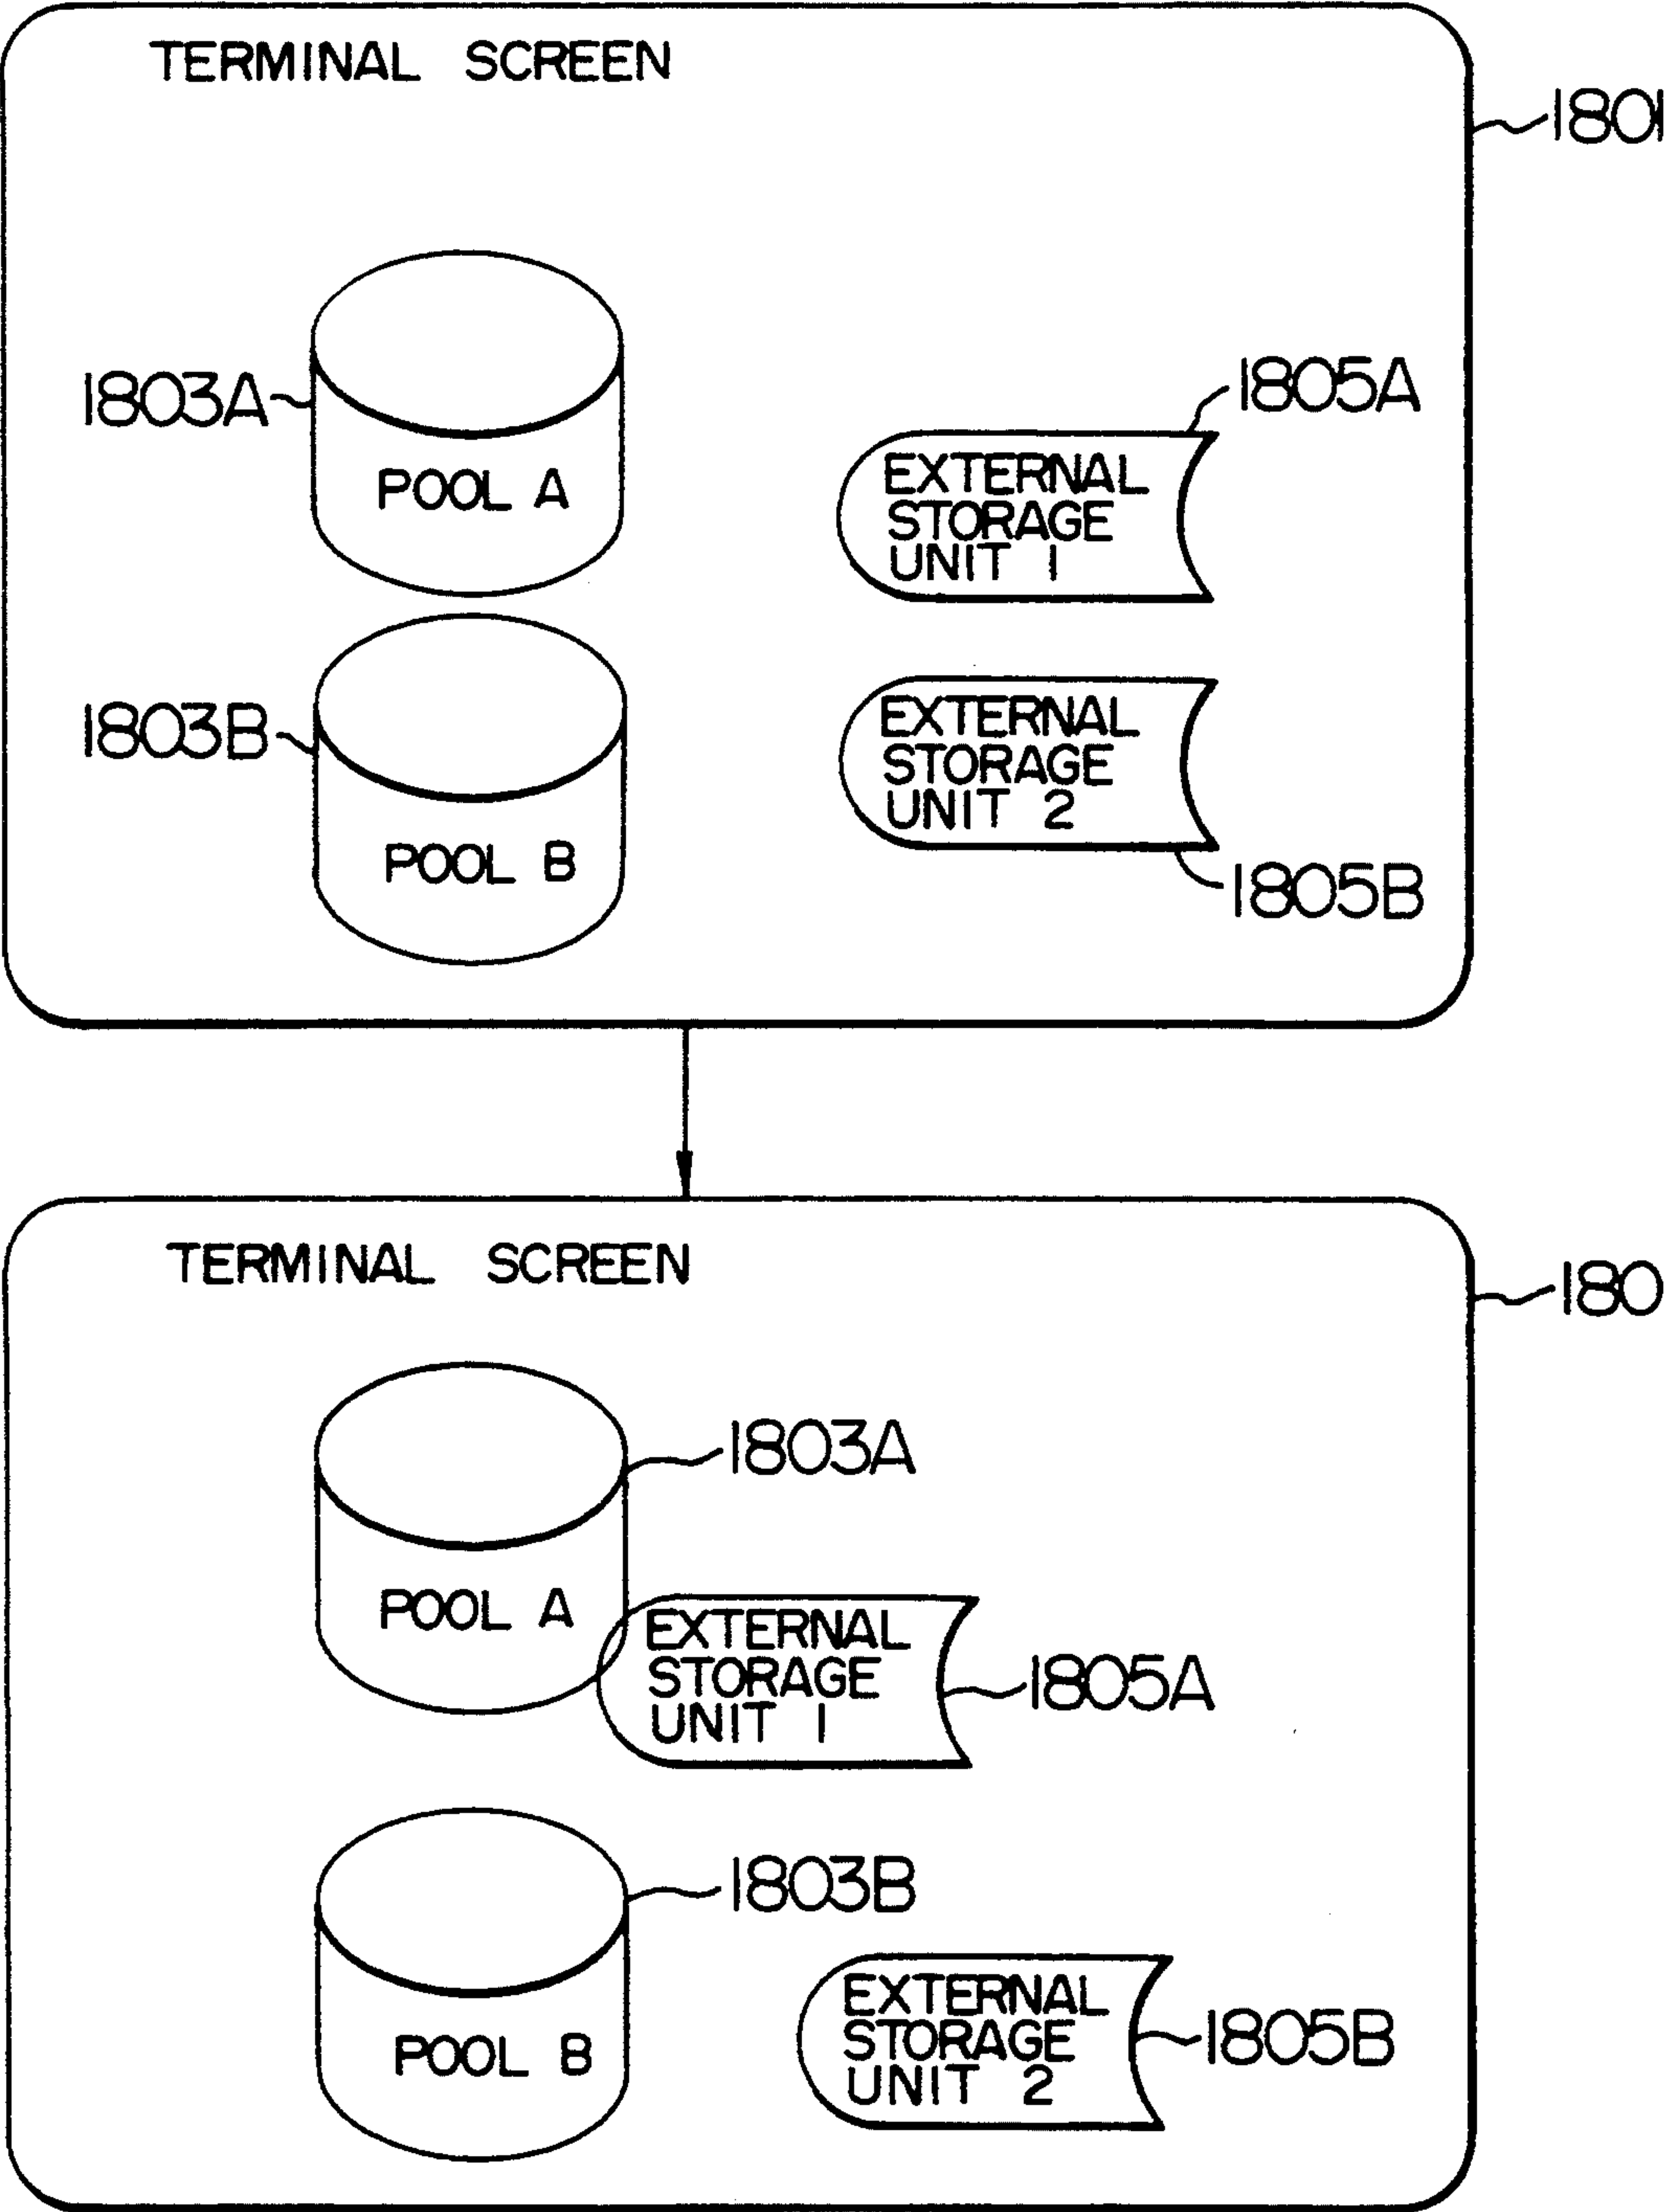 TERMINAL SCREEN
1801
1803A
POOL A
1805A
EXTERNAL
STORAGE
UNIT 1
1803B
POOL B
EXTERNAL
STORAGE
UNIT 2
1805B
TERMINAL SCREEN
180
1803A
POOL A
EXTERNAL
STORAGE
UNIT 1
1805A
1803B
POOL B
EXTERNAL
STORAGE
UNIT 2
1805B